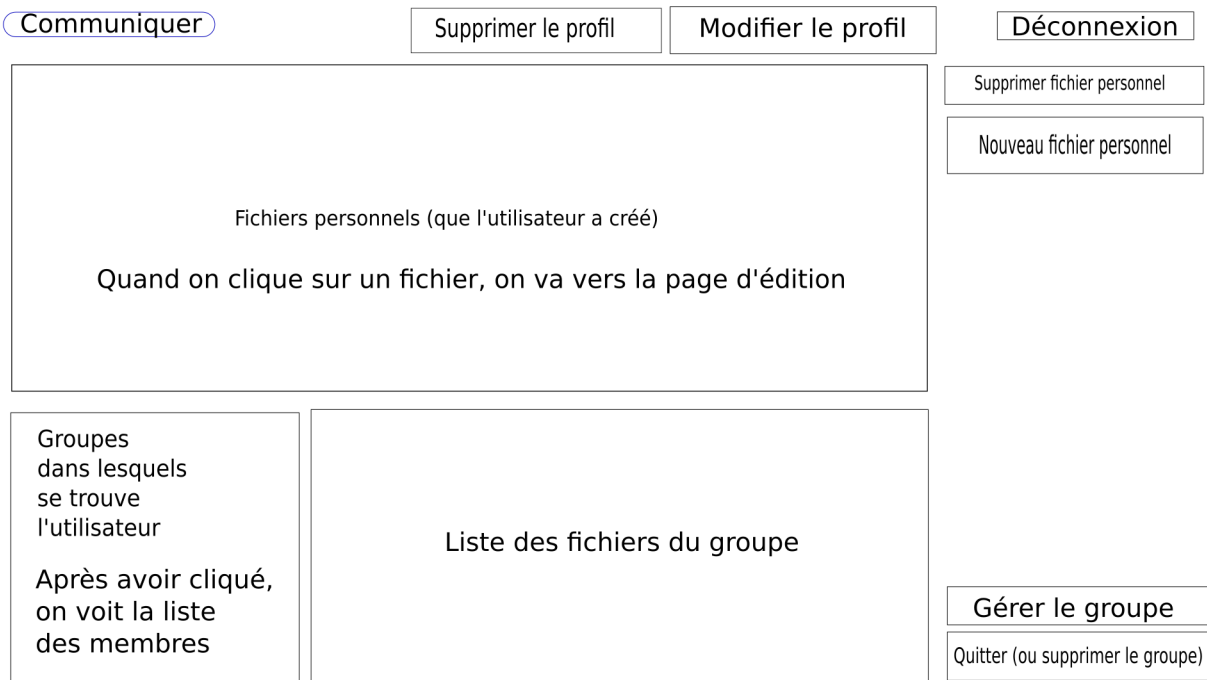 Communiquer
Supprimer le profil
Modifier le profil
Déconnexion
Supprimer fichier personnel
Nouveau fichier personnel
Fichiers personnels (que l'utilisateur a créé)
Quand on clique sur un fichier, on va vers la page d'édition
Groupes
dans lesquels
se trouve
l'utilisateur
Après avoir cliqué,
on voit la liste
des membres
Liste des fichiers du groupe
Gérer le groupe
Quitter (ou supprimer le groupe)